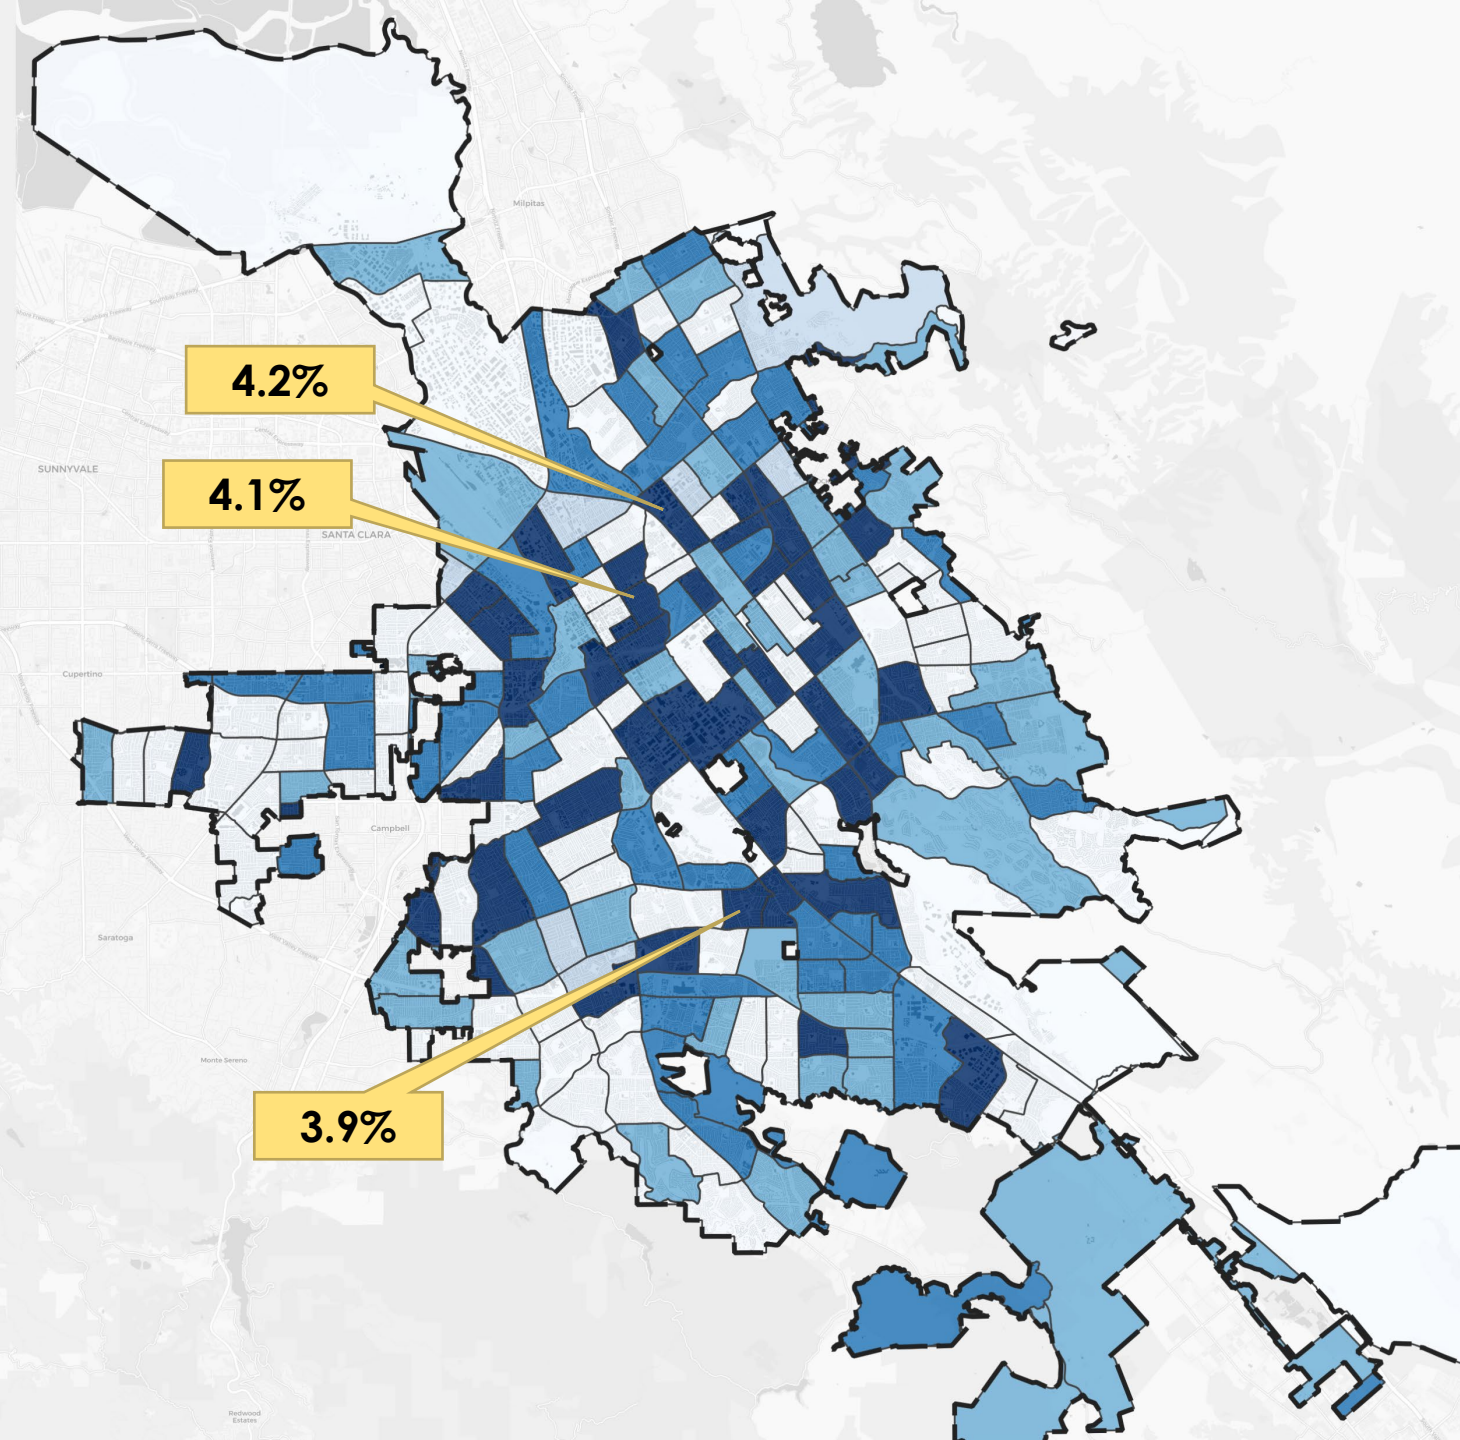 Milpitas
4.2%
SUNNYVALE
4.1%
SANTA CLARA
Cupertino
Campbell
Saratoga
Monte Sereno
3.9%
Redwood
Estates